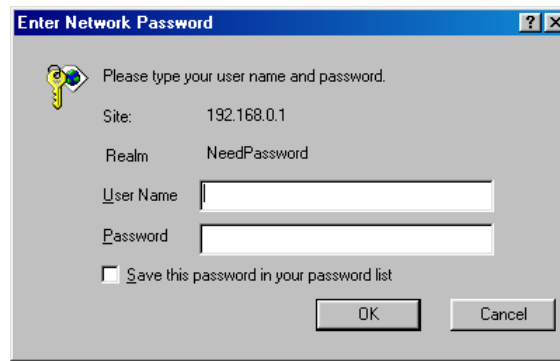 Enter Network Password
Please type your user name and password.
Site: 192.168.0.1
Realm NeedPassword
User Name
Password
Save this password in your password list
OK Cancel